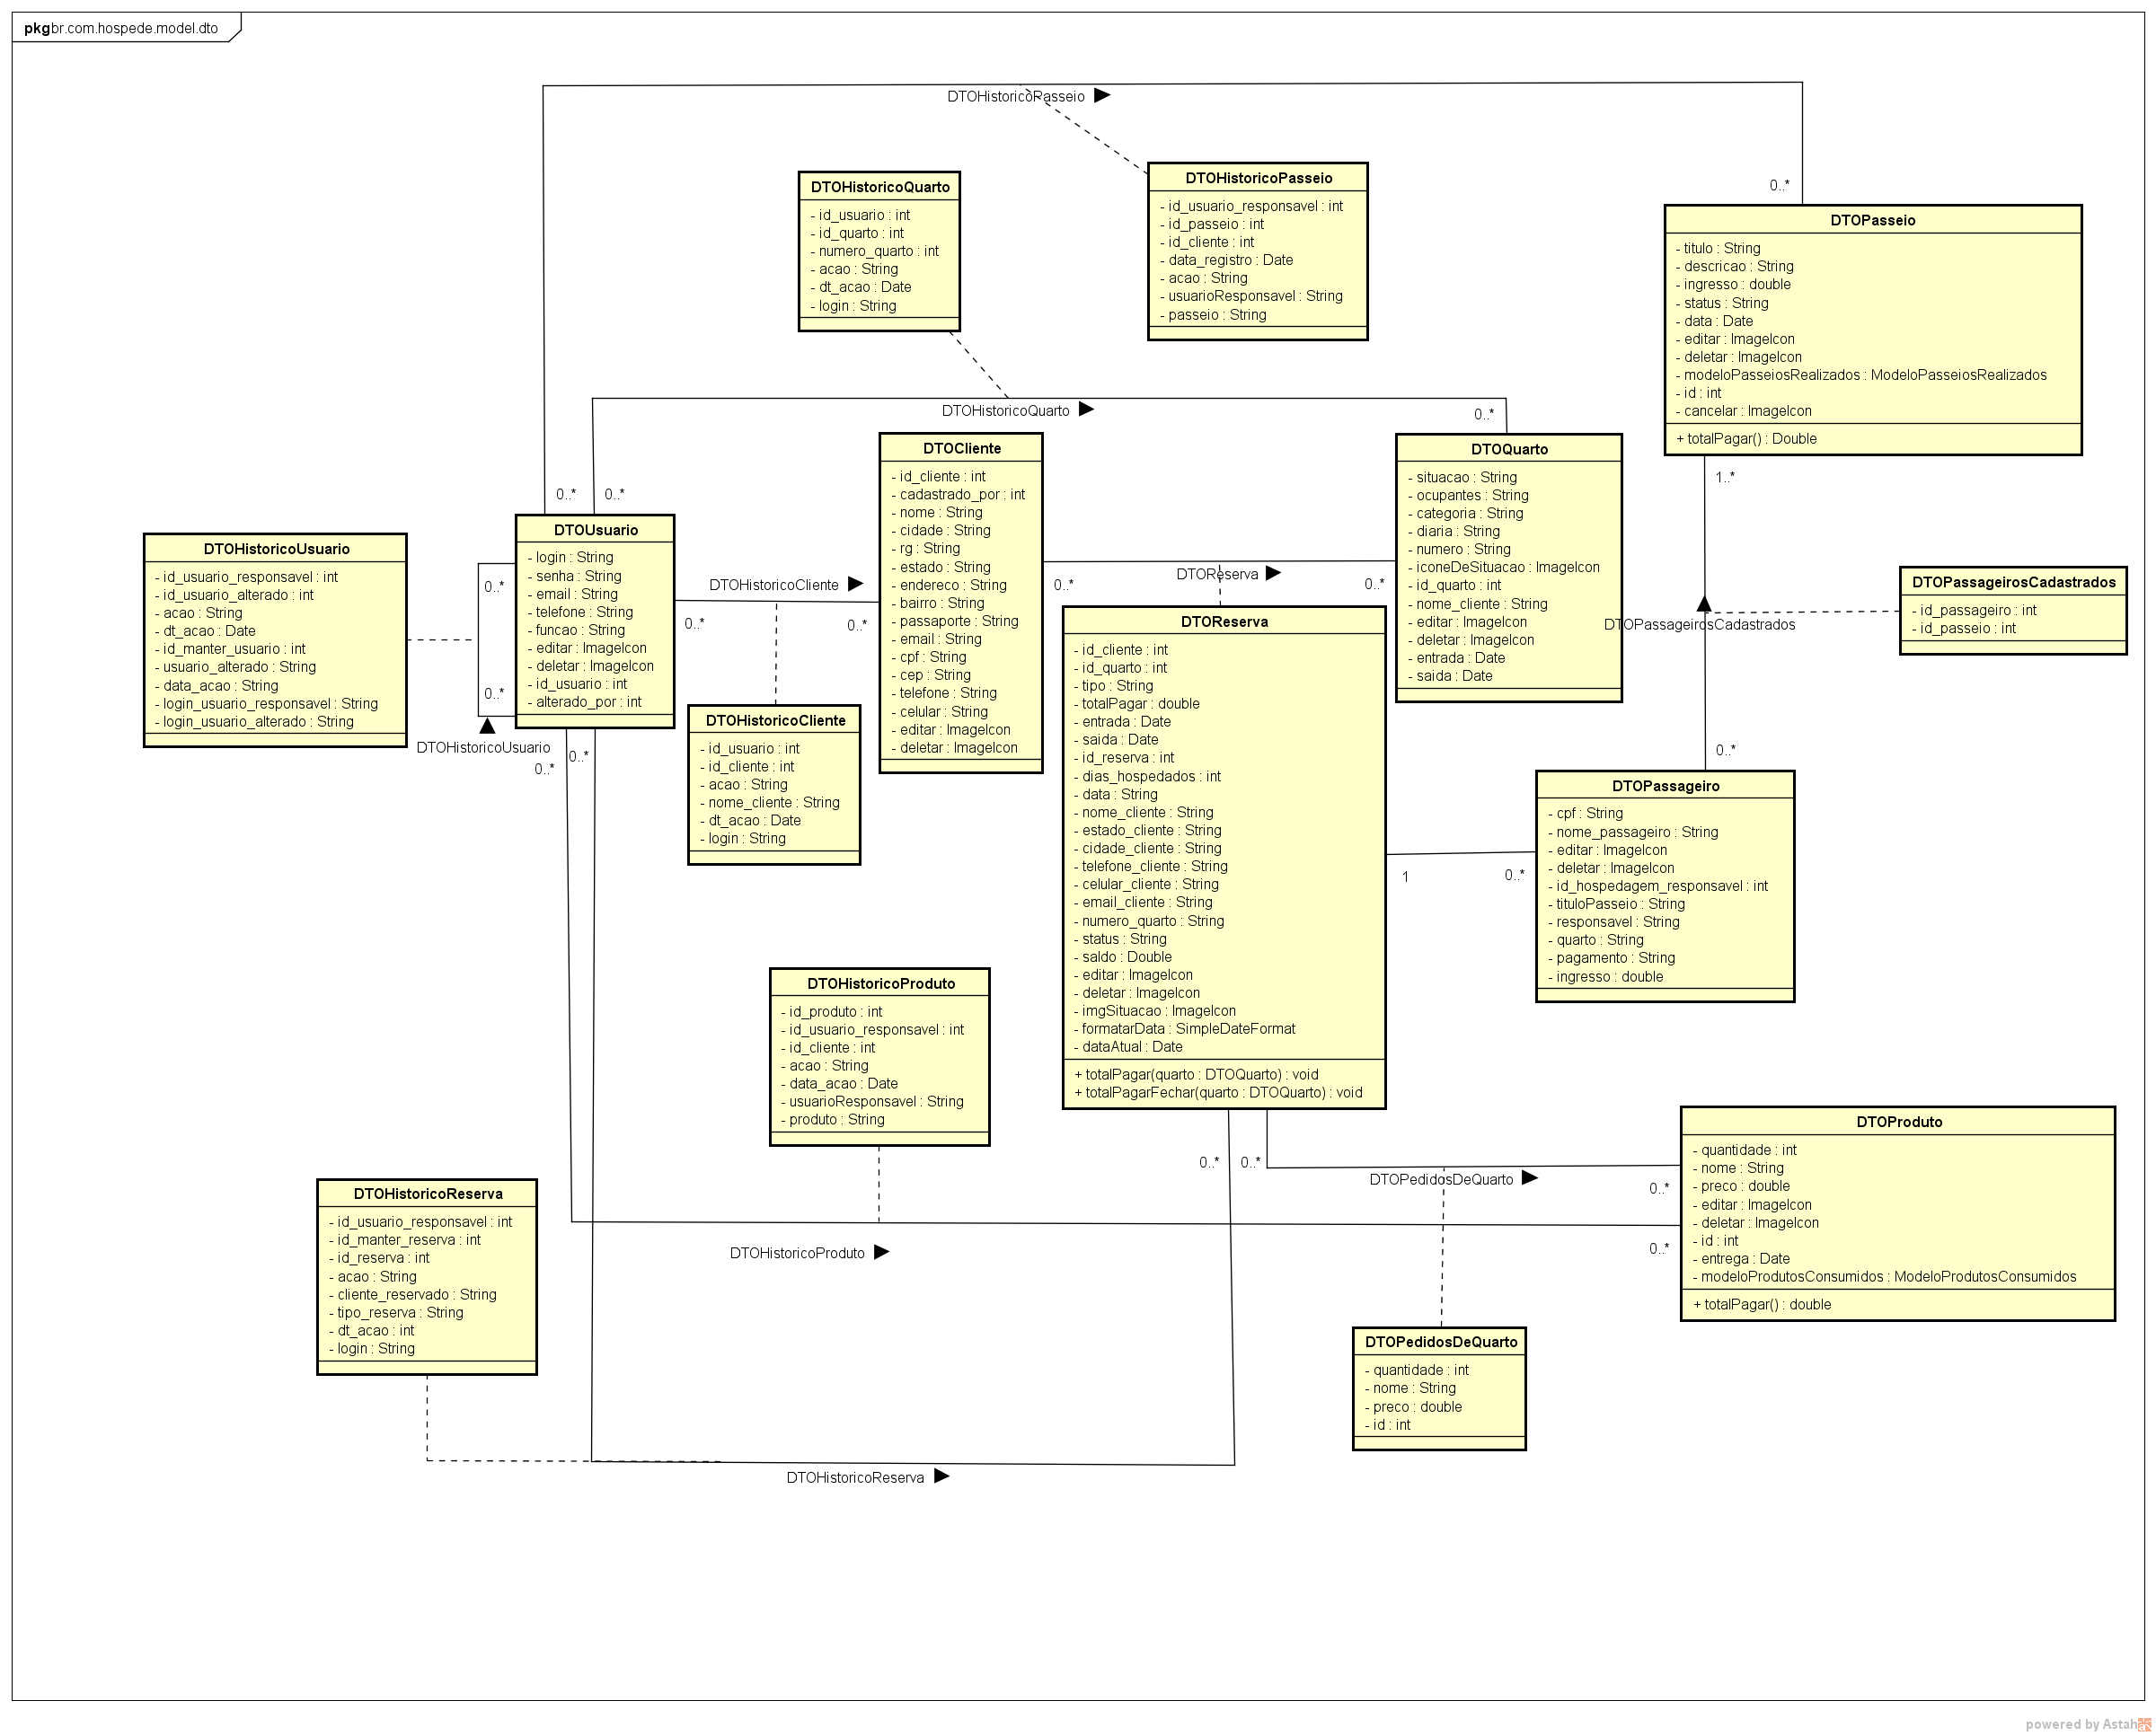 pkgbr.com.hospede.model.dto
DTOHistoricoPasseio
0..*
DTOHistoricoQuarto
- id_usuario : int
- id_quarto : int
- numero_quarto : int
- acao : String
- dt_acao : Date
- login : String
DTOHistoricoPasseio
- id_usuario_responsavel : int
- id_passeio : int
- id_cliente : int
- data_registro : Date
- acao : String
- usuarioResponsavel : String
- passeio : String
DTOPasseio
- titulo : String
- descricao : String
- ingresso : double
- status : String
- data : Date
- editar : ImageIcon
- deletar : ImageIcon
- modeloPasseiosRealizados : ModeloPasseiosRealizados
- id : int
- cancelar : ImageIcon
+ totalPagar() : Double
DTOHistoricoQuarto
0..*
0..*
0..*
1..*
DTOHistoricoUsuario
- id_usuario_responsavel : int
- id_usuario_alterado : int
- acao : String
- dt_acao : Date
- id_manter_usuario : int
- usuario_alterado : String
- data_acao : String
- login_usuario_responsavel : String
- login_usuario_alterado : String
0..*
0..*
DTOHistoricoUsuario
DTOUsuario
- login : String
- senha : String
- email : String
- telefone : String
- funcao : String
- editar : ImageIcon
- deletar : ImageIcon
- id_usuario : int
- alterado_por : int
0..*
0..*
DTOHistoricoCliente
0..*
0..*
DTOHistoricoCliente
- id_usuario : int
- id_cliente : int
- acao : String
- nome_cliente : String
- dt_acao : Date
- login : String
DTOCliente
- id_cliente : int
- cadastrado_por : int
- nome : String
- cidade : String
- rg : String
- estado : String
- endereco : String
- bairro : String
- passaporte : String
- email : String
- cpf : String
- cep : String
- telefone : String
- celular : String
- editar : ImageIcon
- deletar : ImageIcon
0..*
DTOReserva
0..*
DTOQuarto
- situacao : String
- ocupantes : String
- categoria : String
- diaria : String
- numero : String
- iconeDeSituacao : ImageIcon
- id_quarto : int
- nome_cliente : String
- editar : ImageIcon
- deletar : ImageIcon
- entrada : Date
- saida : Date
DTOPassageirosCadastrados
DTOPassageirosCadastrados
- id_passageiro : int
- id_passeio : int
0..*
DTOReserva
- id_cliente : int
- id_quarto : int
- tipo : String
- totalPagar : double
- entrada : Date
- saida : Date
- id_reserva : int
- dias_hospedados : int
- data : String
- nome_cliente : String
- estado_cliente : String
- cidade_cliente : String
- telefone_cliente : String
- celular_cliente : String
- email_cliente : String
- numero_quarto : String
- status : String
- saldo : Double
- editar : ImageIcon
- deletar : ImageIcon
- imgSituacao : ImageIcon
- formatarData : SimpleDateFormat
- dataAtual : Date
+ totalPagar(quarto : DTOQuarto) : void
+ totalPagarFechar(quarto : DTOQuarto) : void
1
0..*
DTOPassageiro
- cpf : String
- nome_passageiro : String
- editar : ImageIcon
- deletar : ImageIcon
- id_hospedagem_responsavel : int
- tituloPasseio : String
- responsavel : String
- quarto : String
- pagamento : String
- ingresso : double
DTOHistoricoProduto
- id_produto : int
- id_usuario_responsavel : int
- id_cliente : int
- acao : String
- data_acao : Date
- usuarioResponsavel : String
- produto : String
0..*
0..*
DTOPedidosDeQuarto
0..*
0..*
DTOProduto
- quantidade : int
- nome : String
- preco : double
- editar : ImageIcon
- deletar : ImageIcon
- id : int
- entrega : Date
- modeloProdutosConsumidos : ModeloProdutosConsumidos
+ totalPagar() : double
DTOHistoricoProduto
DTOHistoricoReserva
- id_usuario_responsavel : int
- id_manter_reserva : int
- id_reserva : int
- acao : String
- cliente_reservado : String
- tipo_reserva : String
- dt_acao : int
- login : String
DTOPedidosDeQuarto
- quantidade : int
- nome : String
- preco : double
- id : int
DTOHistoricoReserva
powered by Astah